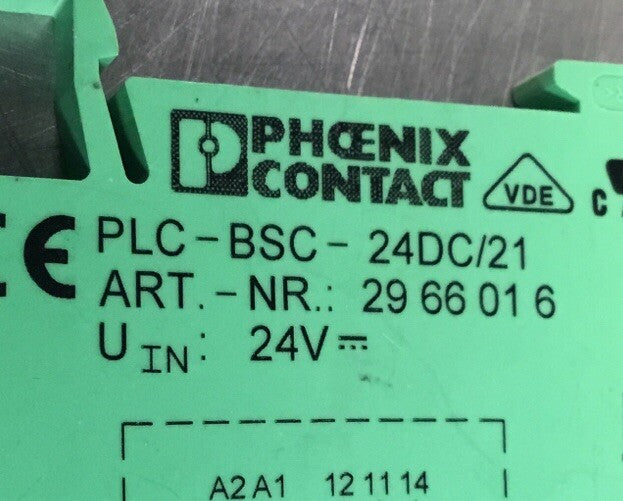 PHŒNIX
CONTACT
VDE
C
CE
PLC-BSC-24DC/21
ART.-NR.: 29 66 01 6
U IN: 24V⎓
A2 A1 12 11 14